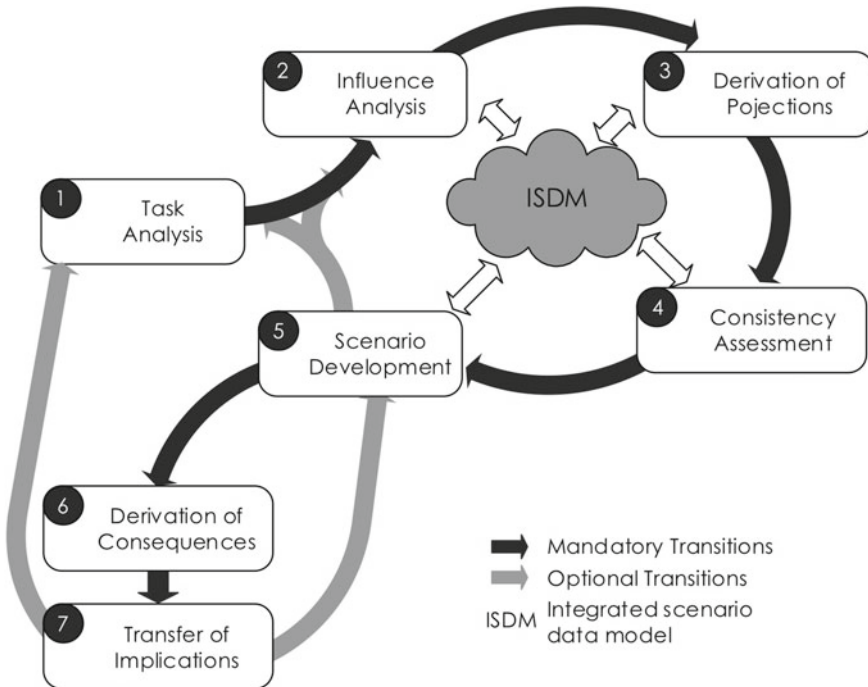 1
Task
Analysis
2
Influence
Analysis
3
Derivation of
Pojections
4
Consistency
Assessment
5
Scenario
Development
6
Derivation of
Consequences
7
Transfer of
Implications
ISDM
Mandatory Transitions
Optional Transitions
ISDM Integrated scenario
data model